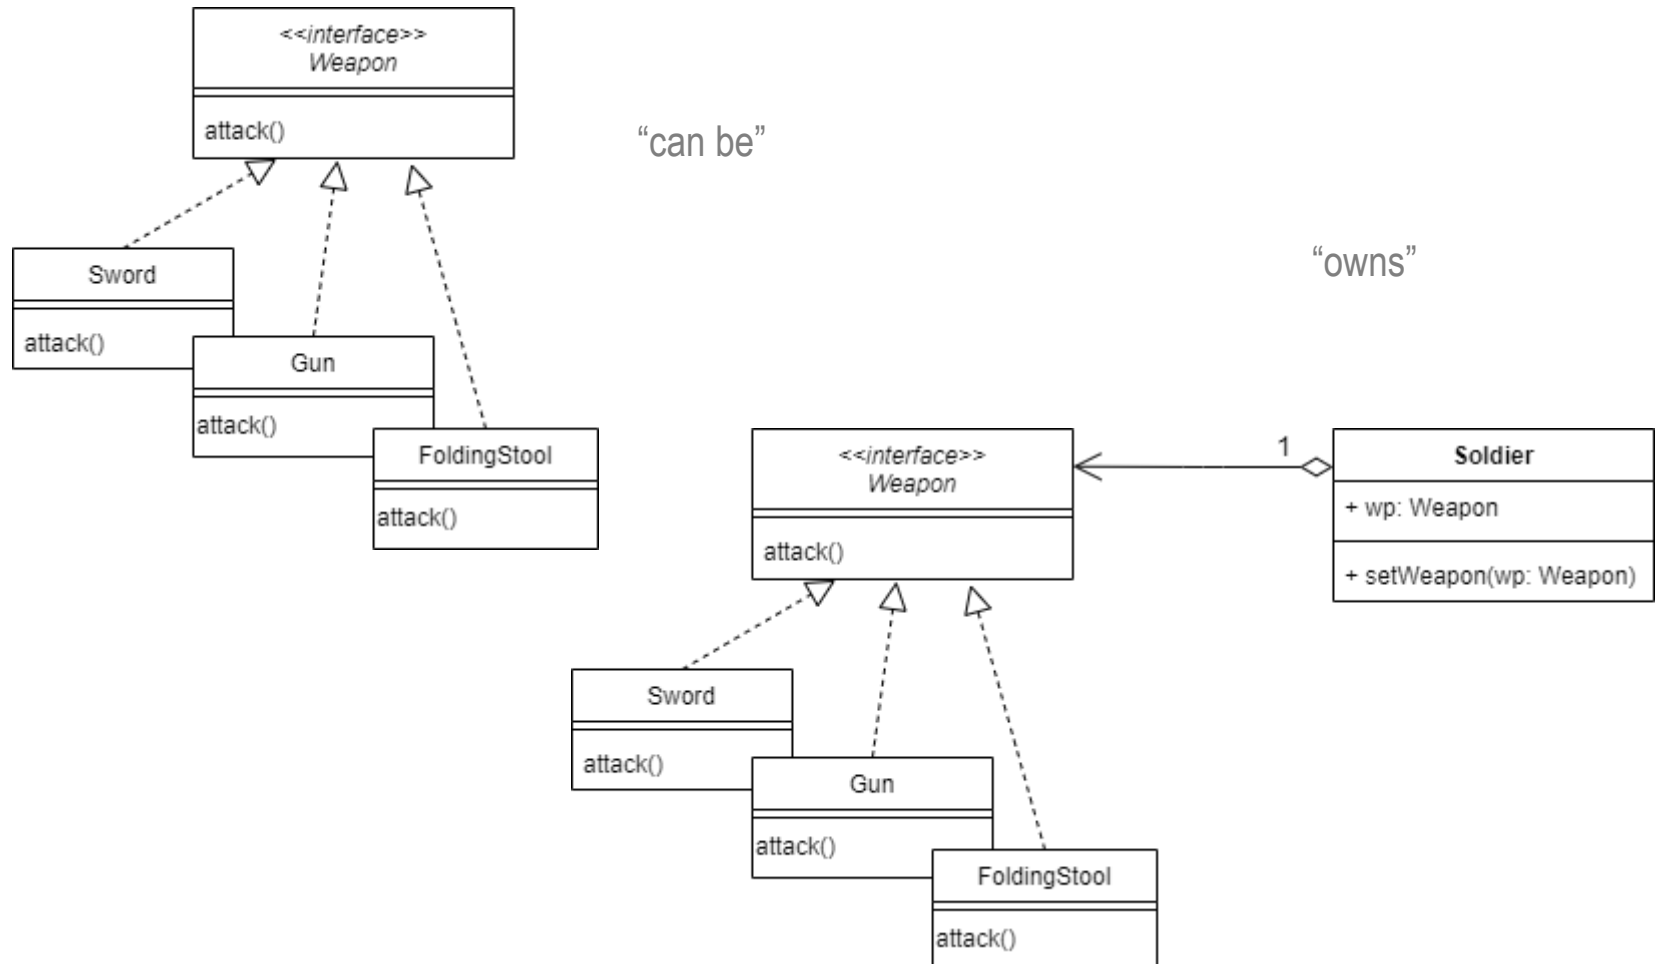 <<interface>>
Weapon
attack()
“can be”
Sword
attack()
Gun
attack()
FoldingStool
attack()
“owns”
<<interface>>
Weapon
attack()
1
Soldier
+ wp: Weapon
+ setWeapon(wp: Weapon)
Sword
attack()
Gun
attack()
FoldingStool
attack()